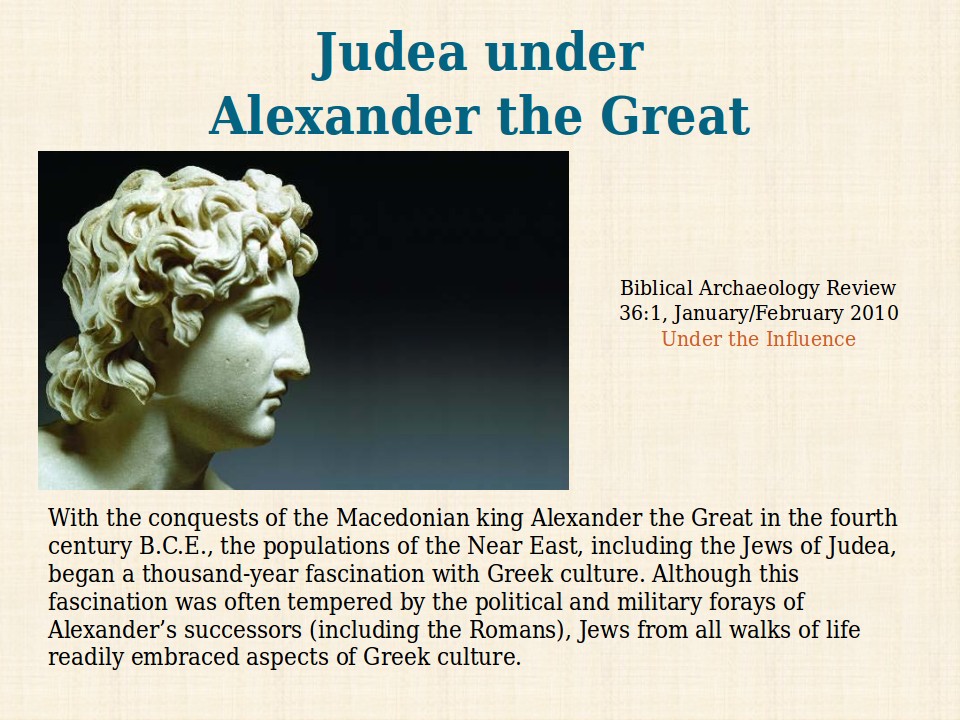 Judea under
Alexander the Great
Biblical Archaeology Review
36:1, January/February 2010
Under the Influence
With the conquests of the Macedonian king Alexander the Great in the fourth
century B.C.E., the populations of the Near East, including the Jews of Judea,
began a thousand-year fascination with Greek culture. Although this
fascination was often tempered by the political and military forays of
Alexander’s successors (including the Romans), Jews from all walks of life
readily embraced aspects of Greek culture.